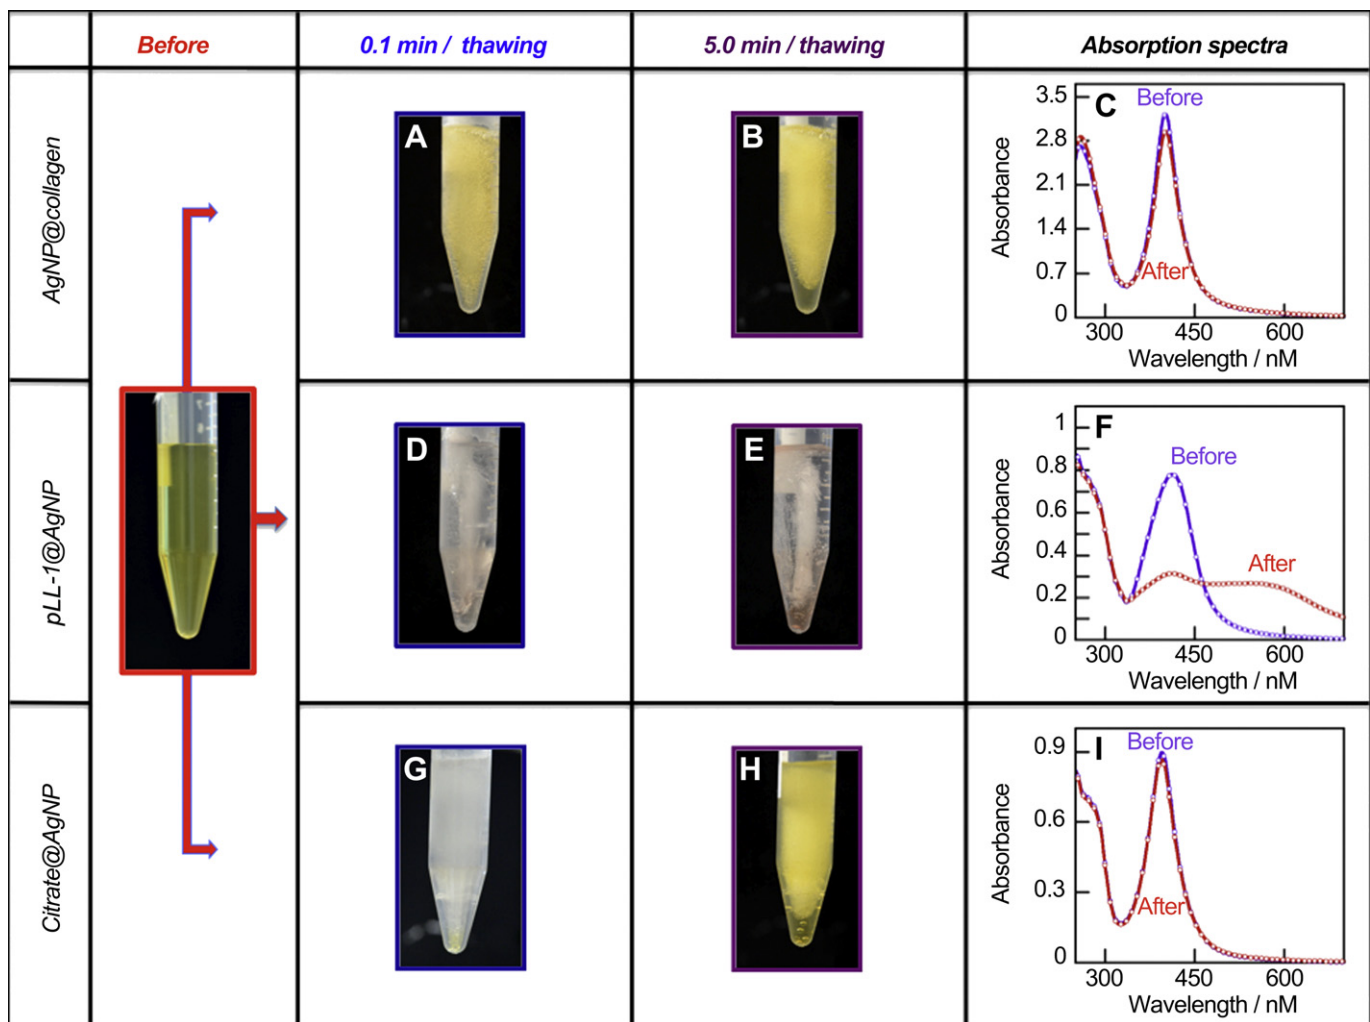 Before
0.1 min / thawing
5.0 min / thawing
Absorption spectra
AgNP@collagen
A
B
C
Before
After
Absorbance
3.5
2.8
2.1
1.4
0.7
0
300 450 600
Wavelength / nM
pLL-1@AgNP
D
E
F
Before
After
Absorbance
1
0.8
0.6
0.4
0.2
0
300 450 600
Wavelength / nM
Citrate@AgNP
G
H
I
Before
After
Absorbance
0.9
0.6
0.3
0
300 450 600
Wavelength / nM